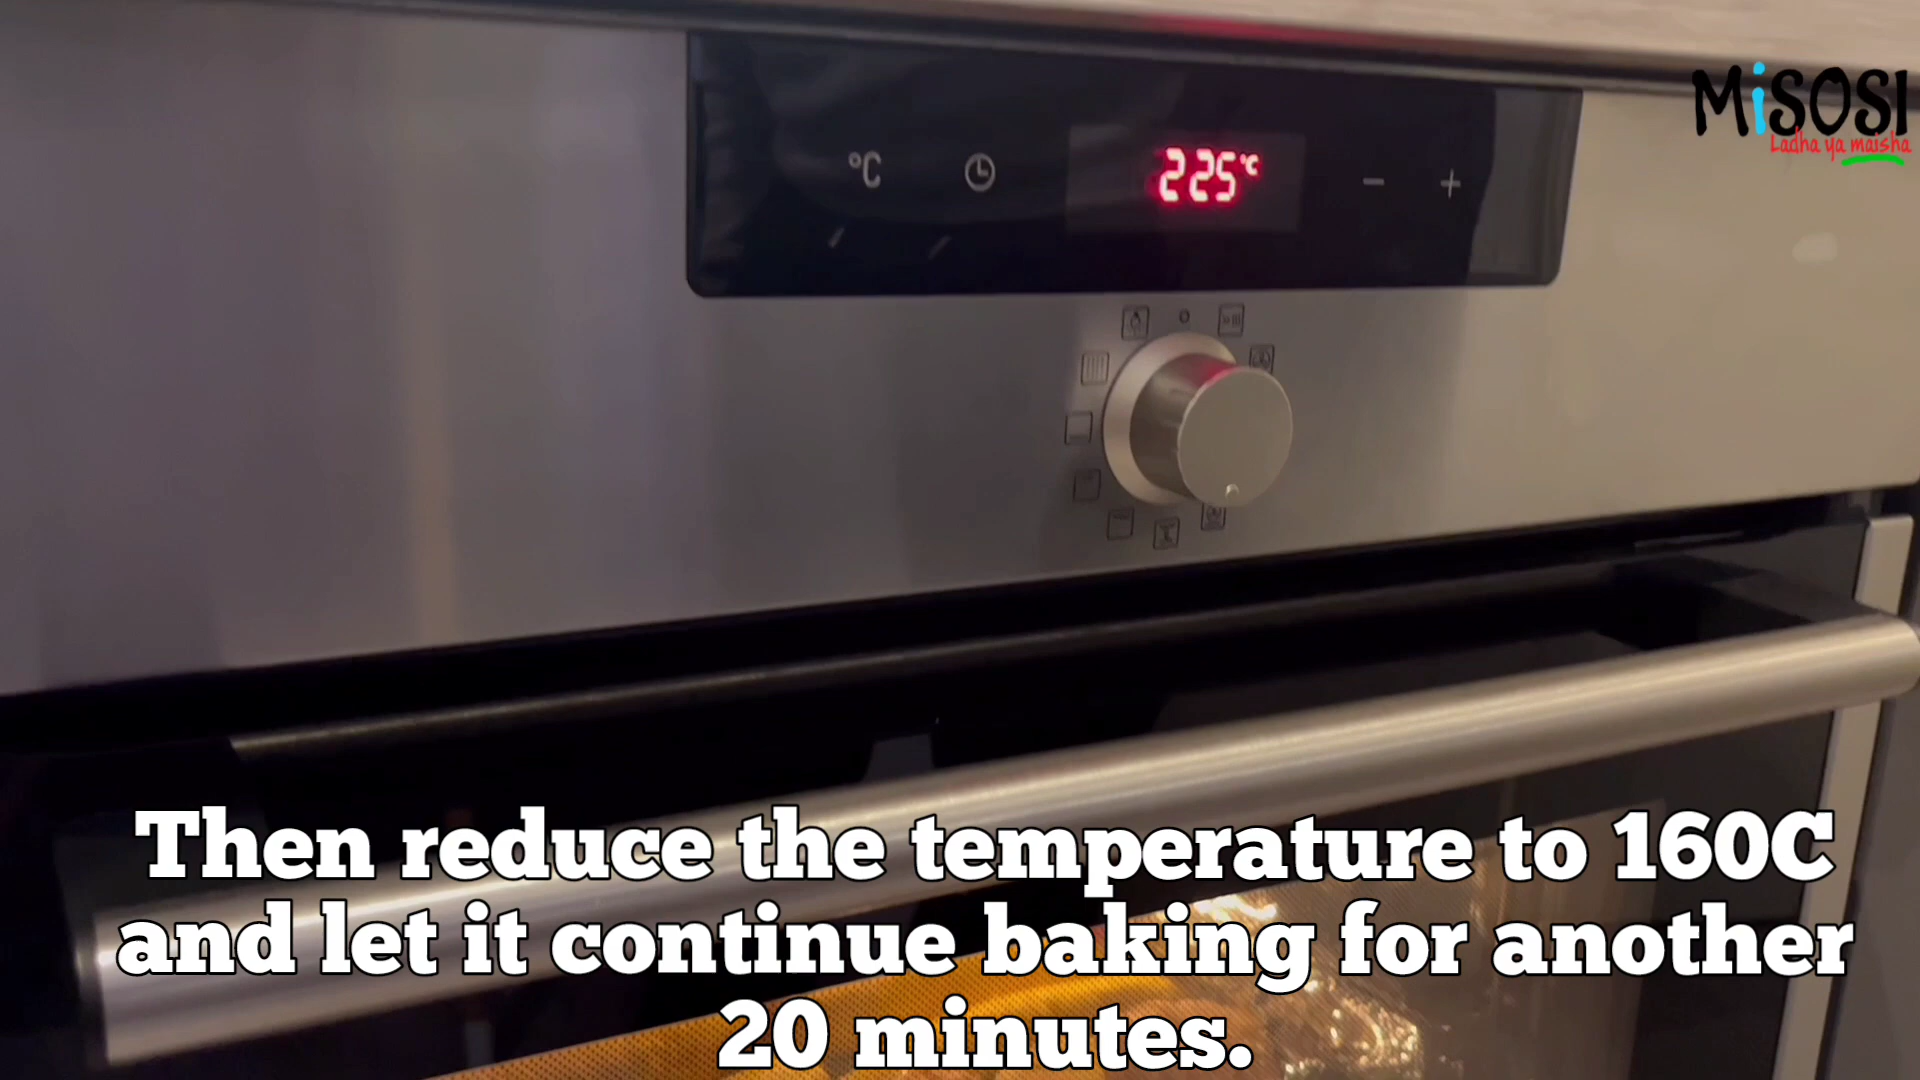 MiSOSI
Ladha ya maisha
°C
225°C
- +
Then reduce the temperature to 160C
and let it continue baking for another
20 minutes.